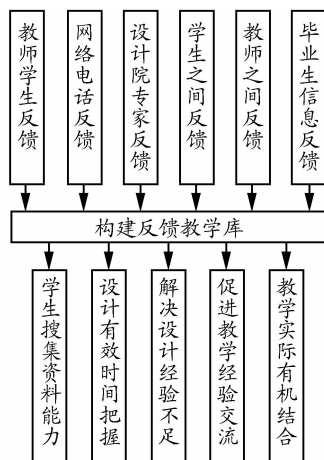 教师学生反馈
网络电话反馈
设计院专家反馈
学生之间反馈
教师之间反馈
毕业生信息反馈
构建反馈教学库
学生搜集资料能力
设计有效时间把握
解决设计经验不足
促进教学经验交流
教学实际有机结合